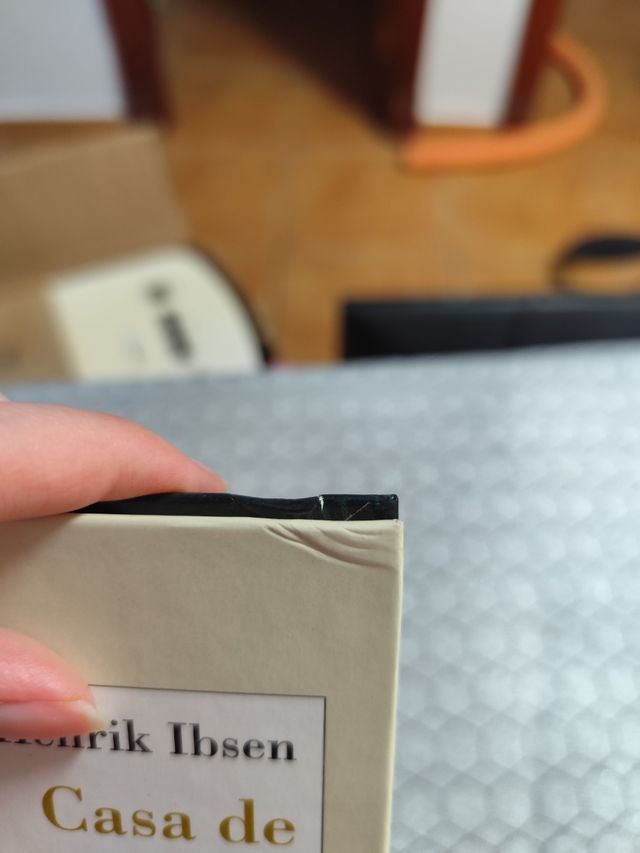 Henrik Ibsen
Casa de